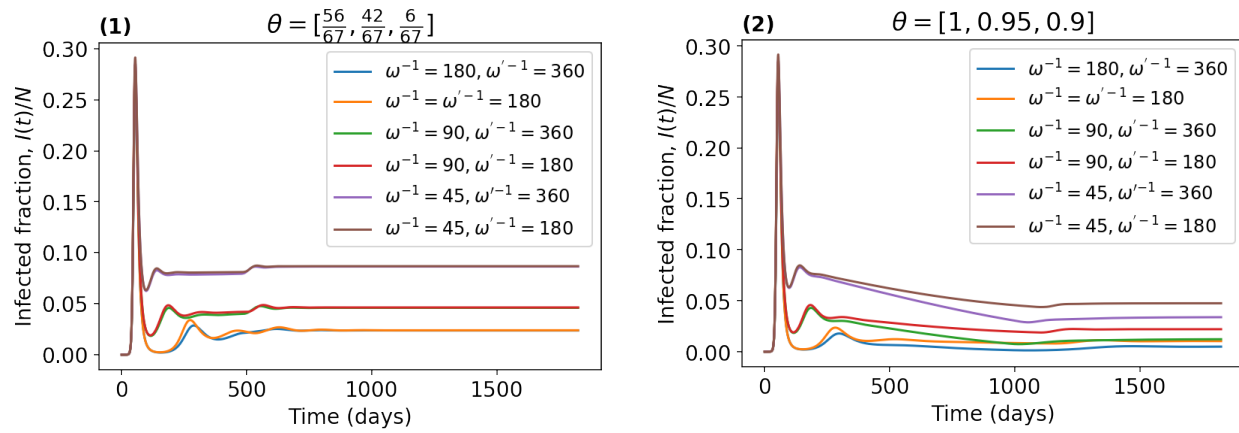 (1)
θ = [56/67, 42/67, 6/67]
Infected fraction, I(t)/N
0.30
0.25
0.20
0.15
0.10
0.05
0.00
ω⁻¹ = 180, ω′⁻¹ = 360
ω⁻¹ = ω′⁻¹ = 180
ω⁻¹ = 90, ω′⁻¹ = 360
ω⁻¹ = 90, ω′⁻¹ = 180
ω⁻¹ = 45, ω′⁻¹ = 360
ω⁻¹ = 45, ω′⁻¹ = 180
0 500 1000 1500
Time (days)
(2)
θ = [1, 0.95, 0.9]
Infected fraction, I(t)/N
0.30
0.25
0.20
0.15
0.10
0.05
0.00
ω⁻¹ = 180, ω′⁻¹ = 360
ω⁻¹ = ω′⁻¹ = 180
ω⁻¹ = 90, ω′⁻¹ = 360
ω⁻¹ = 90, ω′⁻¹ = 180
ω⁻¹ = 45, ω′⁻¹ = 360
ω⁻¹ = 45, ω′⁻¹ = 180
0 500 1000 1500
Time (days)